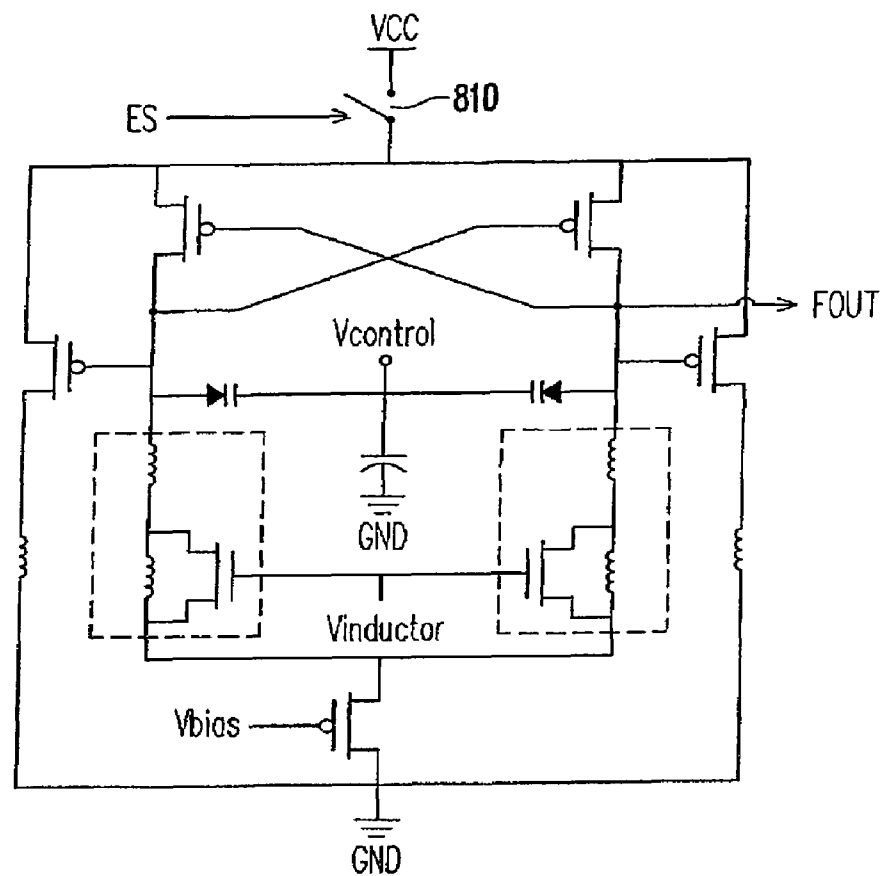 VCC
810
ES
FOUT
Vcontrol
GND
Vinductor
Vbias
GND